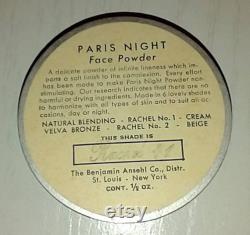 PARIS NIGHT
Face Powder
A delicate powder of infinite lineness which im-
parts a soft finish to the complexion. Every effort
has been made to make Paris Night Powder non-
irritating. Our research indicates that there are no
drying ingredients. Made in 6 lovely shades
to harmonize with all types of skin and to suit all oc-
casions, day or night.
NATURAL BLENDING - RACHEL No. 1 - CREAM
VELVA BRONZE - RACHEL No. 2 - BEIGE
THIS SHADE IS
The Benjamin Ansehl Co., Distr.
St. Louis - New York
CONT. 1/2 OZ.
Etsy